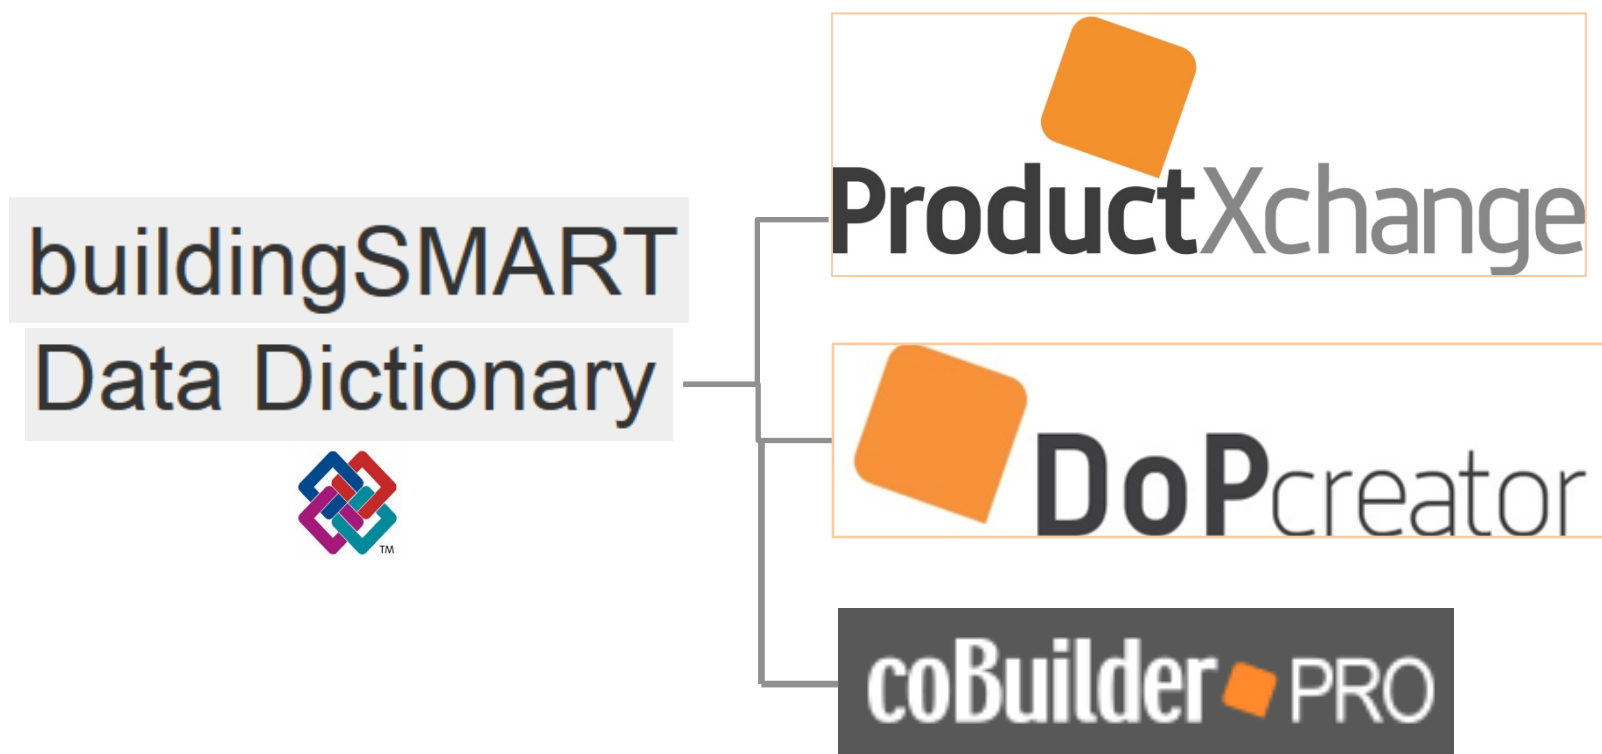 buildingSMART
Data Dictionary
TM
ProductXchange
DoPcreator
coBuilder PRO